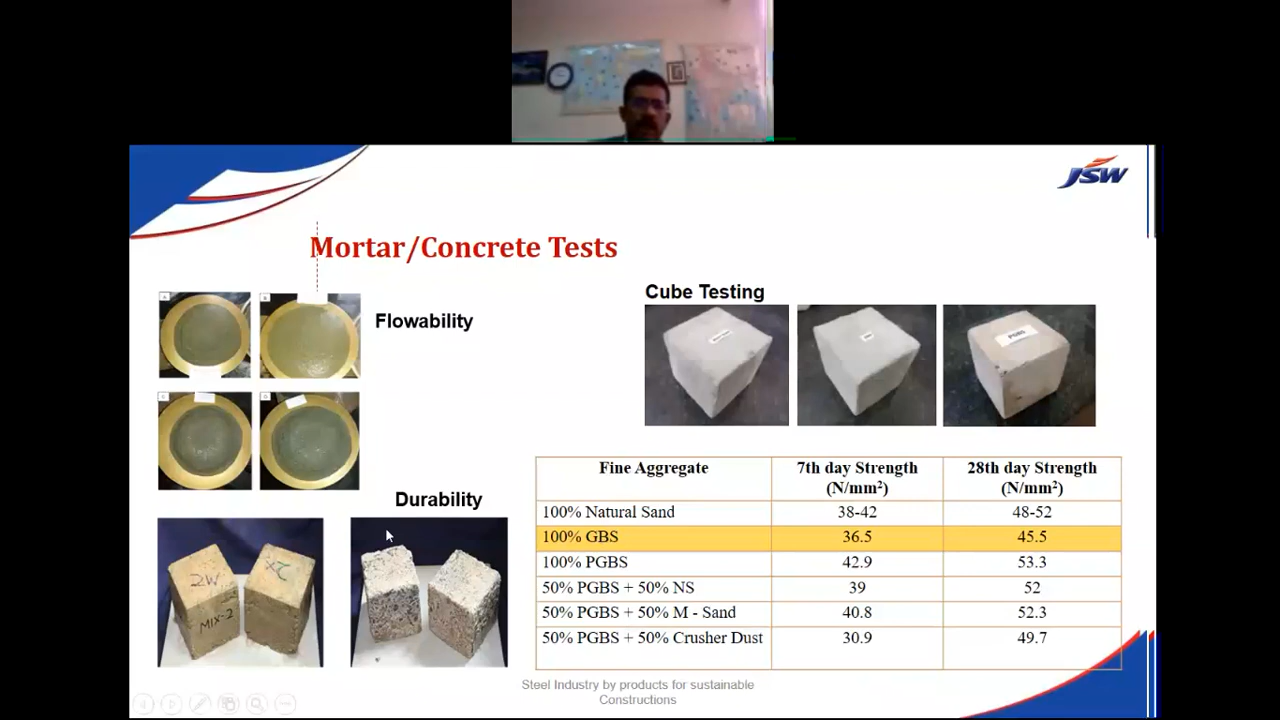 JSW
Mortar/Concrete Tests
Flowability
Cube Testing
PGBS
Durability
2W
MIX-2
Fine Aggregate
7th day Strength
(N/mm²)
28th day Strength
(N/mm²)
100% Natural Sand
38-42
48-52
100% GBS
36.5
45.5
100% PGBS
42.9
53.3
50% PGBS + 50% NS
39
52
50% PGBS + 50% M - Sand
40.8
52.3
50% PGBS + 50% Crusher Dust
30.9
49.7
Steel Industry by products for sustainable
Constructions